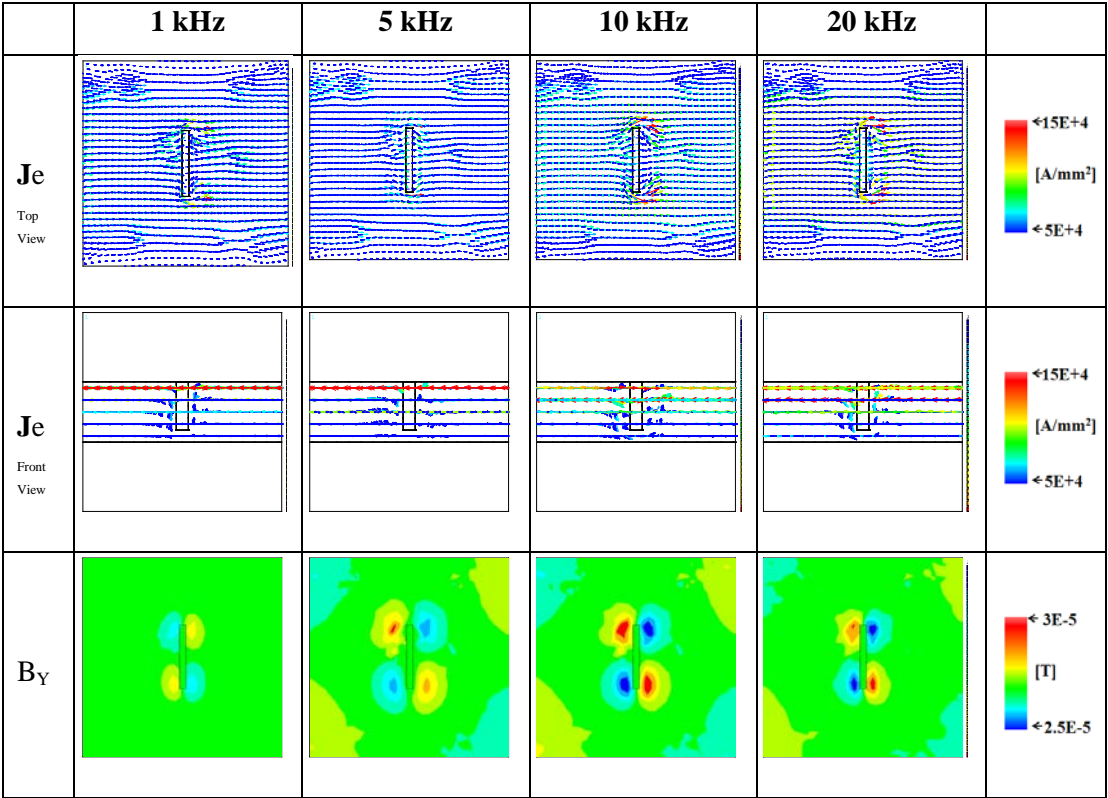 1 kHz 5 kHz 10 kHz 20 kHz
Je
Top
View
15E+4
[A/mm²]
5E+4
Je
Front
View
15E+4
[A/mm²]
5E+4
BY
3E-5
[T]
-2.5E-5